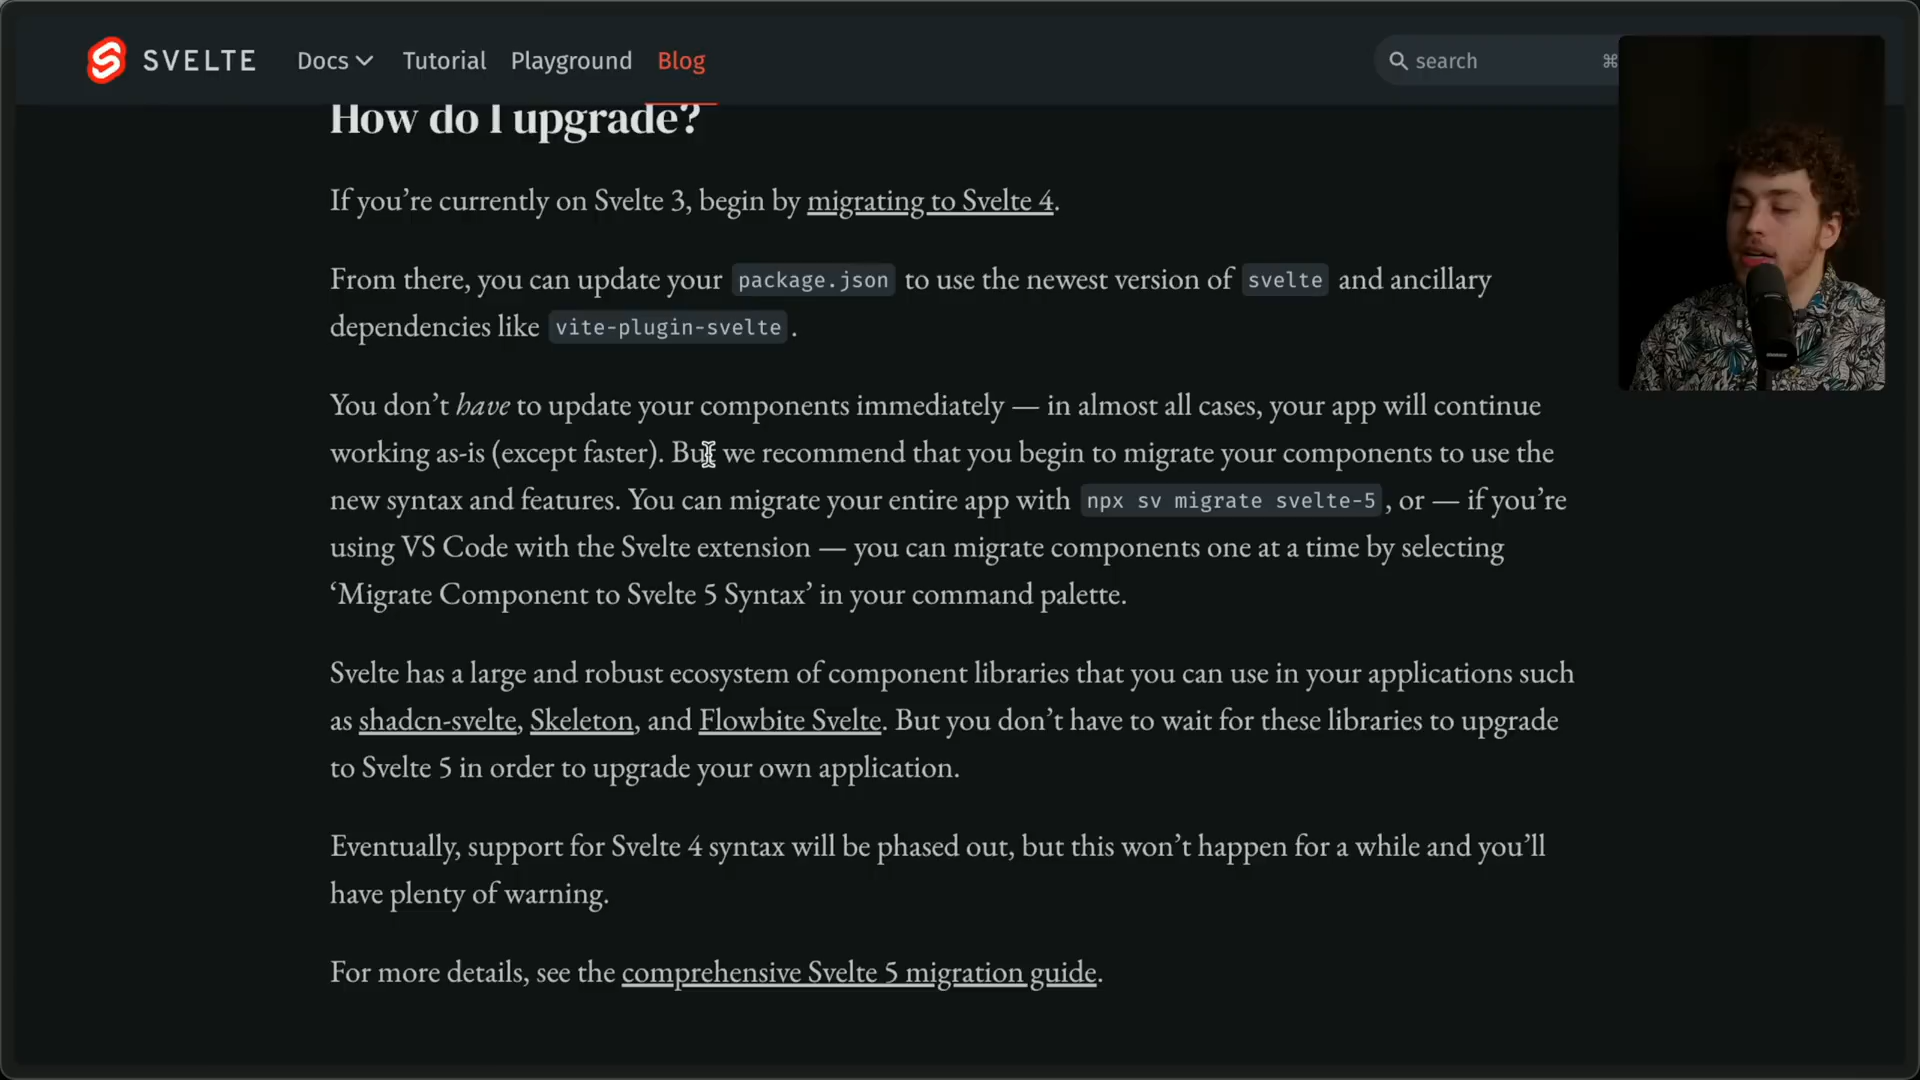 SVELTE Docs Tutorial Playground Blog search ⌘
How do I upgrade?
If you’re currently on Svelte 3, begin by migrating to Svelte 4.
From there, you can update your package.json to use the newest version of svelte and ancillary
dependencies like vite-plugin-svelte.
You don’t have to update your components immediately — in almost all cases, your app will continue
working as-is (except faster). But we recommend that you begin to migrate your components to use the
new syntax and features. You can migrate your entire app with npx sv migrate svelte-5, or — if you’re
using VS Code with the Svelte extension — you can migrate components one at a time by selecting
‘Migrate Component to Svelte 5 Syntax’ in your command palette.
Svelte has a large and robust ecosystem of component libraries that you can use in your applications such
as shadcn-svelte, Skeleton, and Flowbite Svelte. But you don’t have to wait for these libraries to upgrade
to Svelte 5 in order to upgrade your own application.
Eventually, support for Svelte 4 syntax will be phased out, but this won’t happen for a while and you’ll
have plenty of warning.
For more details, see the comprehensive Svelte 5 migration guide.